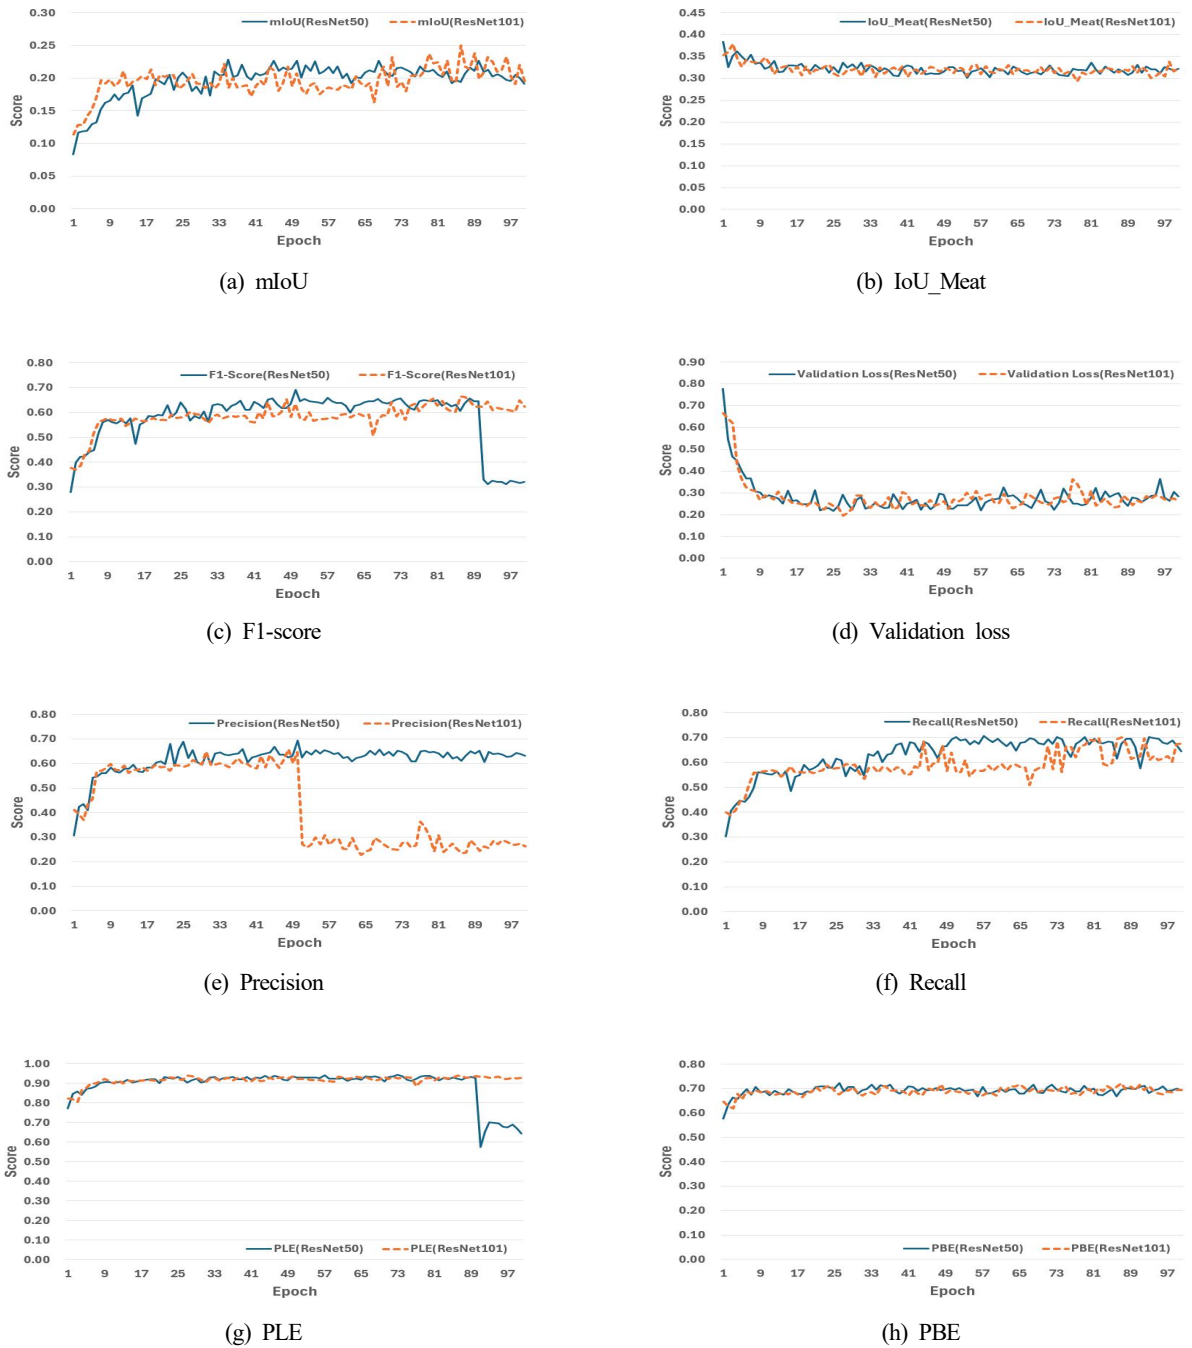 mIoU(ResNet50) mIoU(ResNet101)
0.30
0.25
0.20
0.15
0.10
0.05
0.00
Score
1 9 17 25 33 41 49 57 65 73 81 89 97
Epoch
(a) mIoU
IoU_Meat(ResNet50) IoU_Meat(ResNet101)
0.45
0.40
0.35
0.30
0.25
0.20
0.15
0.10
0.05
0.00
Score
1 9 17 25 33 41 49 57 65 73 81 89 97
Epoch
(b) IoU_Meat
F1-Score(ResNet50) F1-Score(ResNet101)
0.80
0.70
0.60
0.50
0.40
0.30
0.20
0.10
0.00
Score
1 9 17 25 33 41 49 57 65 73 81 89 97
Epoch
(c) F1-score
Validation Loss(ResNet50) Validation Loss(ResNet101)
0.90
0.80
0.70
0.60
0.50
0.40
0.30
0.20
0.10
0.00
Score
1 9 17 25 33 41 49 57 65 73 81 89 97
Epoch
(d) Validation loss
Precision(ResNet50) Precision(ResNet101)
0.80
0.70
0.60
0.50
0.40
0.30
0.20
0.10
0.00
Score
1 9 17 25 33 41 49 57 65 73 81 89 97
Epoch
(e) Precision
Recall(ResNet50) Recall(ResNet101)
0.80
0.70
0.60
0.50
0.40
0.30
0.20
0.10
0.00
Score
1 9 17 25 33 41 49 57 65 73 81 89 97
Epoch
(f) Recall
1.00
0.90
0.80
0.70
0.60
0.50
0.40
0.30
0.20
0.10
0.00
Score
PLE(ResNet50) PLE(ResNet101)
1 9 17 25 33 41 49 57 65 73 81 89 97
Epoch
(g) PLE
0.80
0.70
0.60
0.50
0.40
0.30
0.20
0.10
0.00
Score
PBE(ResNet50) PBE(ResNet101)
1 9 17 25 33 41 49 57 65 73 81 89 97
Epoch
(h) PBE